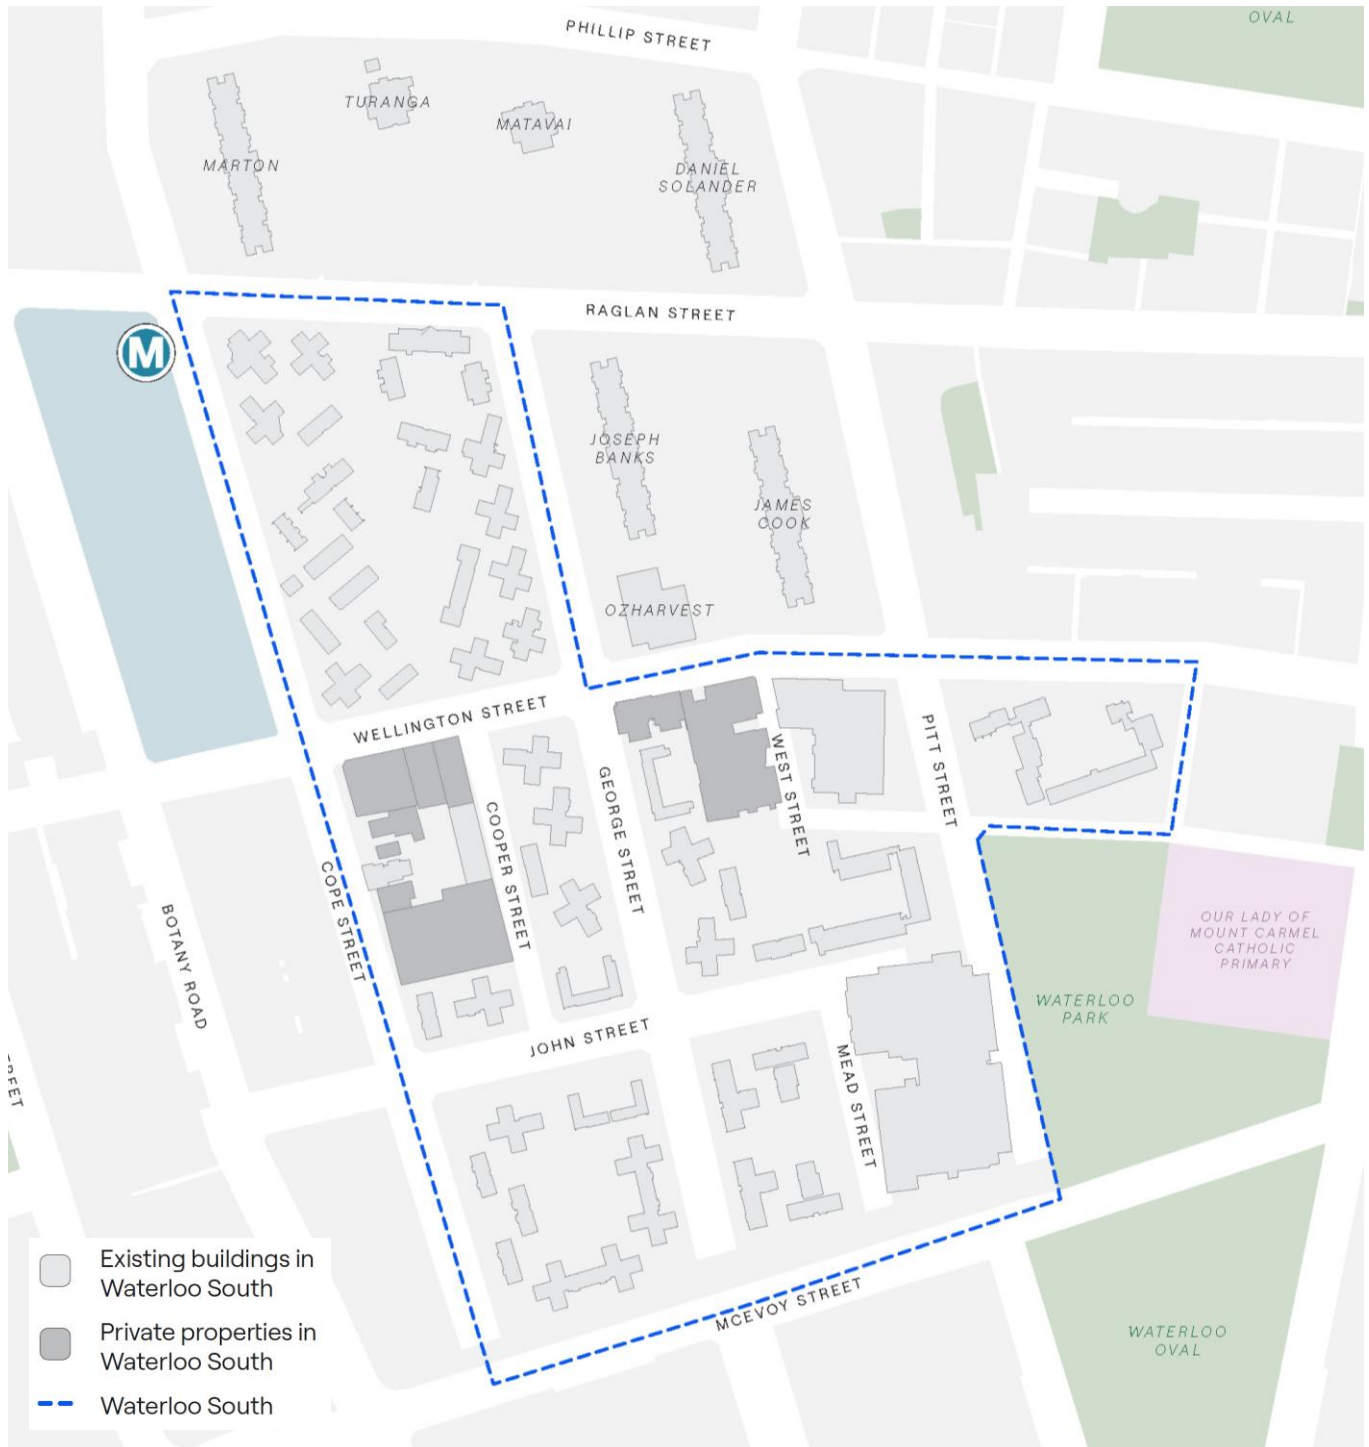 OVAL
PHILLIP STREET
TURANGA
MATAVAI
MARTON
DANIEL
SOLANDER
RAGLAN STREET
M
JOSEPH
BANKS
JAMES
COOK
OZHARVEST
WELLINGTON STREET
PITT STREET
WEST STREET
GEORGE STREET
COOPER STREET
COPE STREET
BOTANY ROAD
OUR LADY OF
MOUNT CARMEL
CATHOLIC
PRIMARY
WATERLOO
PARK
JOHN STREET
MEAD STREET
REET
MCEVOY STREET
WATERLOO
OVAL
Existing buildings in
Waterloo South
Private properties in
Waterloo South
Waterloo South